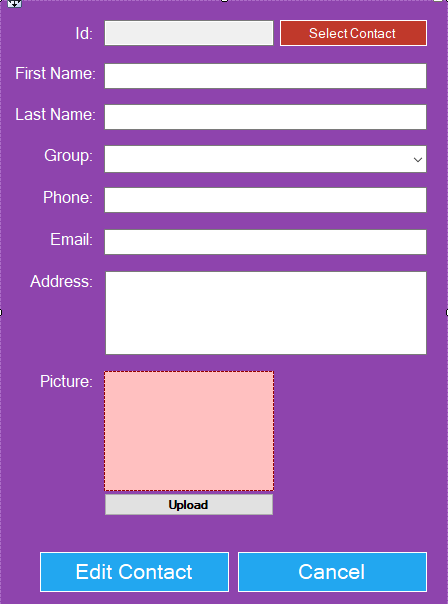 Id: Select Contact
First Name:
Last Name:
Group:
Phone:
Email:
Address:
Picture:
Upload
Edit Contact Cancel